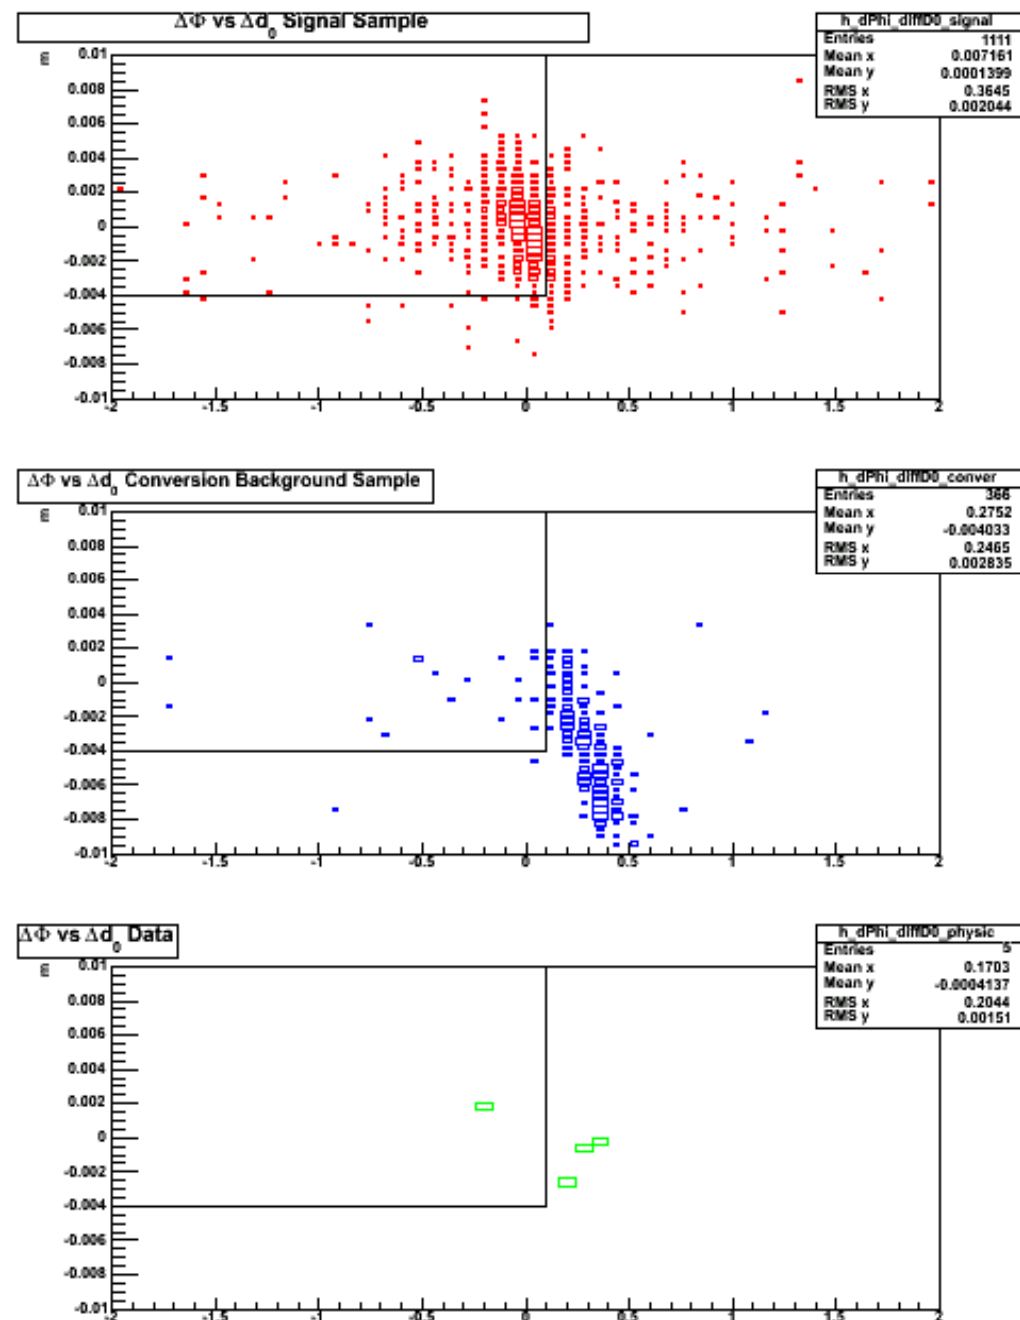 ΔΦ vs Δd0 Signal Sample
h_dPhi_diffD0_signal
Entries 1111
Mean x 0.007161
Mean y 0.0001399
RMS x 0.3645
RMS y 0.002044
m
0.01
0.008
0.006
0.004
0.002
0
-0.002
-0.004
-0.006
-0.008
-0.01
-2 -1.5 -1 -0.5 0 0.5 1 1.5 2
ΔΦ vs Δd0 Conversion Background Sample
h_dPhi_diffD0_conver
Entries 366
Mean x 0.2752
Mean y -0.004033
RMS x 0.2465
RMS y 0.002835
m
0.01
0.008
0.006
0.004
0.002
0
-0.002
-0.004
-0.006
-0.008
-0.01
-2 -1.5 -1 -0.5 0 0.5 1 1.5 2
ΔΦ vs Δd0 Data
h_dPhi_diffD0_physic
Entries 5
Mean x 0.1703
Mean y -0.0004137
RMS x 0.2044
RMS y 0.00151
m
0.01
0.008
0.006
0.004
0.002
0
-0.002
-0.004
-0.006
-0.008
-0.01
-2 -1.5 -1 -0.5 0 0.5 1 1.5 2